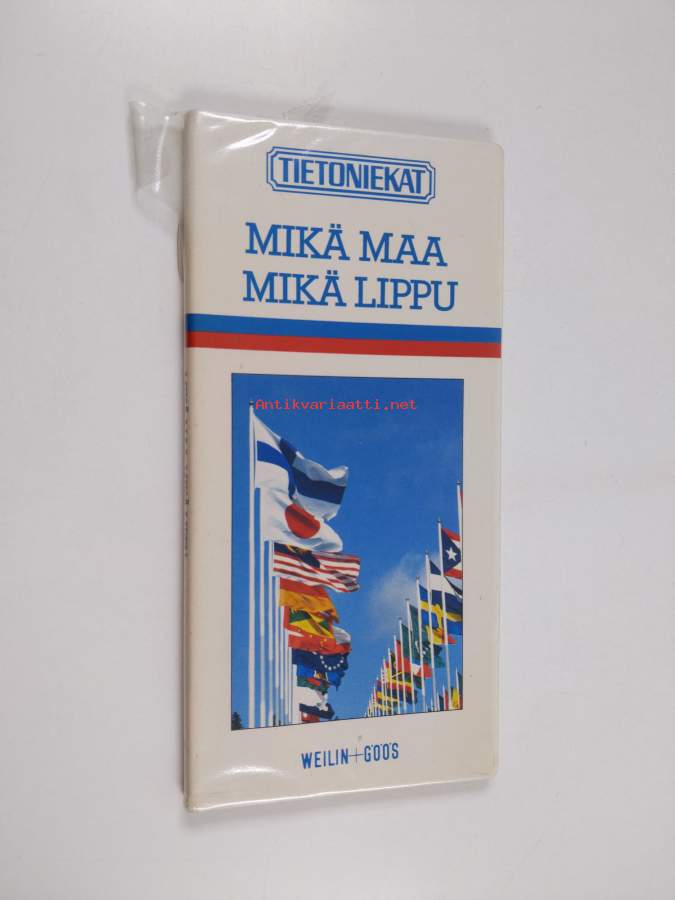 TIETONIEKAT
MIKÄ MAA
MIKÄ LIPPU
Antikvariaatti.net
WEILIN+GÖÖS